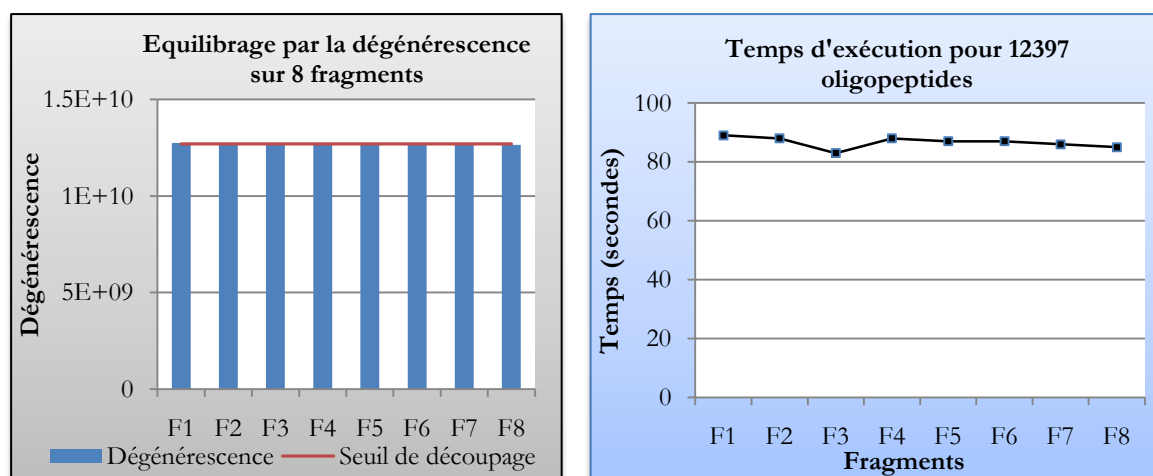 Equilibrage par la dégénérescence
sur 8 fragments
Dégénérescence
1.5E+10
1E+10
5E+09
0
F1 F2 F3 F4 F5 F6 F7 F8
Dégénérescence Seuil de découpage
Temps d'exécution pour 12397
oligopeptides
Temps (secondes)
100
80
60
40
20
0
F1 F2 F3 F4 F5 F6 F7 F8
Fragments